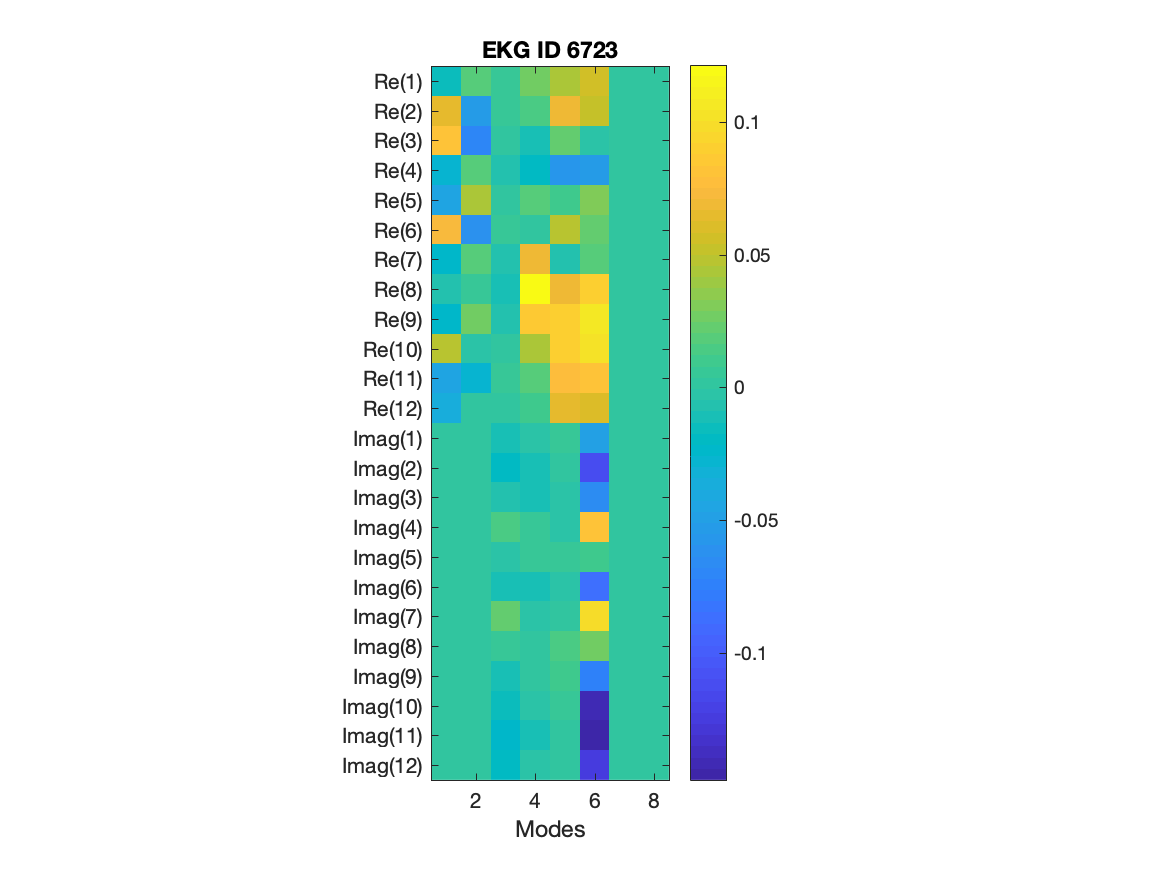 EKG ID 6723
Re(1)
Re(2)
Re(3)
Re(4)
Re(5)
Re(6)
Re(7)
Re(8)
Re(9)
Re(10)
Re(11)
Re(12)
Imag(1)
Imag(2)
Imag(3)
Imag(4)
Imag(5)
Imag(6)
Imag(7)
Imag(8)
Imag(9)
Imag(10)
Imag(11)
Imag(12)
2 4 6 8
Modes
0.1
0.05
0
-0.05
-0.1